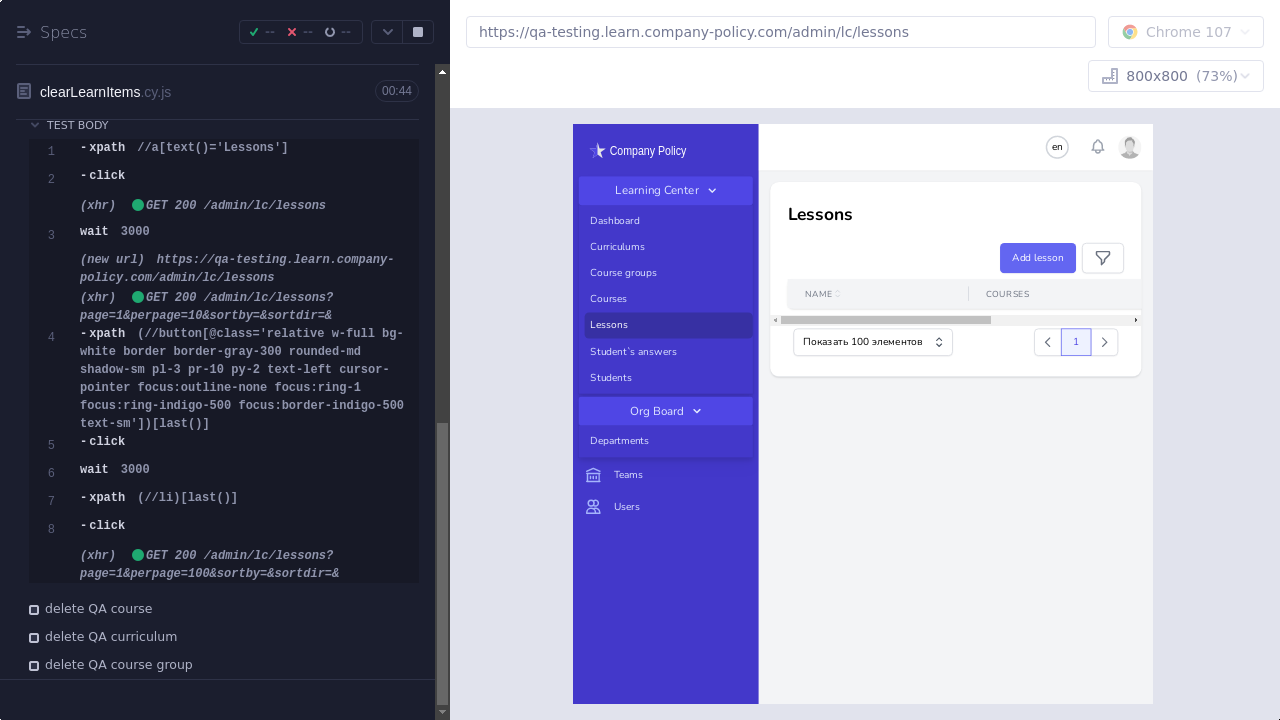 Specs
-- -- --
clearLearnItems.cy.js
00:44
TEST BODY
1 -xpath //a[text()='Lessons']
2 -click
(xhr) GET 200 /admin/lc/lessons
3 wait 3000
(new url) https://qa-testing.learn.company-
policy.com/admin/lc/lessons
(xhr) GET 200 /admin/lc/lessons?
page=1&perpage=10&sortby=&sortdir=&
4 -xpath (//button[@class='relative w-full bg-
white border border-gray-300 rounded-md
shadow-sm pl-3 pr-10 py-2 text-left cursor-
pointer focus:outline-none focus:ring-1
focus:ring-indigo-500 focus:border-indigo-500
text-sm'])[last()]
5 -click
6 wait 3000
7 -xpath (//li)[last()]
8 -click
(xhr) GET 200 /admin/lc/lessons?
page=1&perpage=100&sortby=&sortdir=&
delete QA course
delete QA curriculum
delete QA course group
https://qa-testing.learn.company-policy.com/admin/lc/lessons
Chrome 107
800x800 (73%)
Company Policy
Learning Center
Dashboard
Curriculums
Course groups
Courses
Lessons
Student`s answers
Students
Org Board
Departments
Teams
Users
en
Lessons
Add lesson
NAME
COURSES
Показать 100 элементов
1